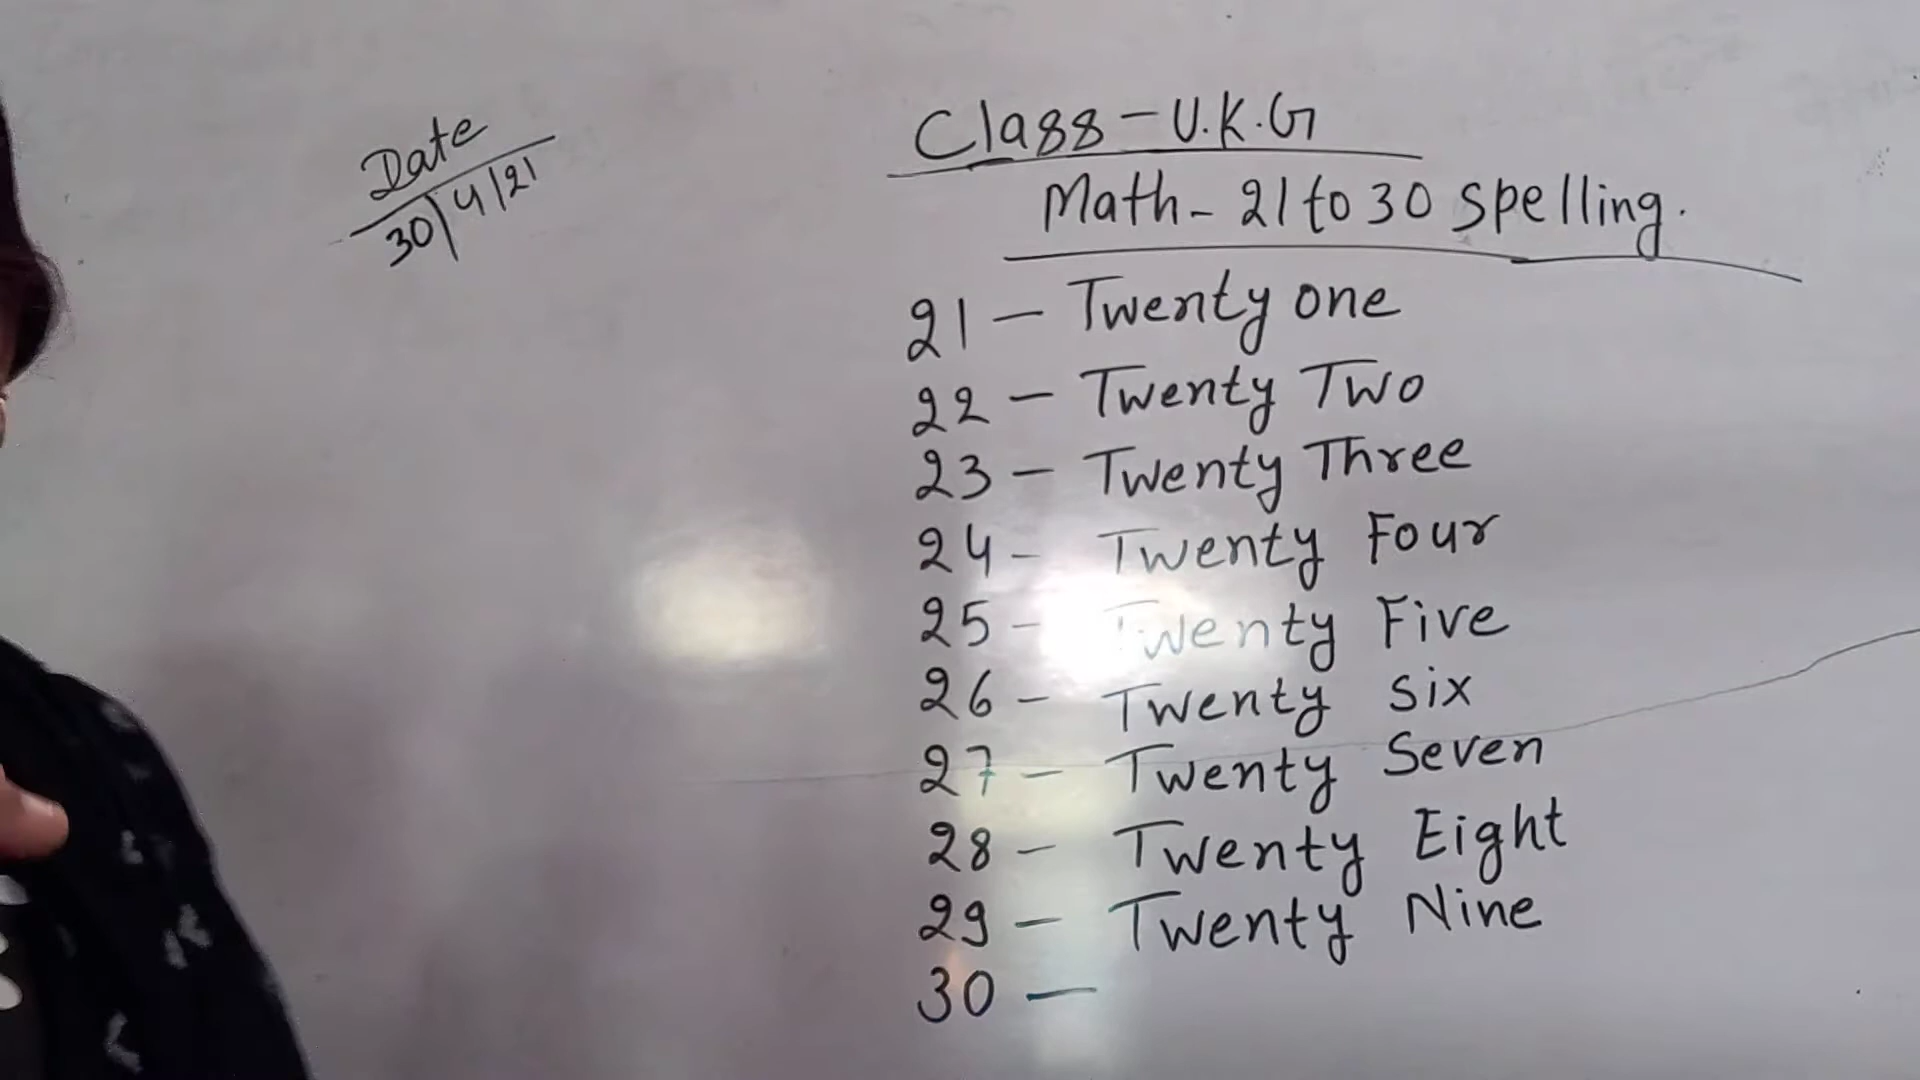 Date
30/4/21
Class - U.K.G
Math - 21 to 30 Spelling.
21 - Twenty one
22 - Twenty Two
23 - Twenty Three
24 - Twenty Four
25 - Twenty Five
26 - Twenty Six
27 - Twenty Seven
28 - Twenty Eight
29 - Twenty Nine
30 -